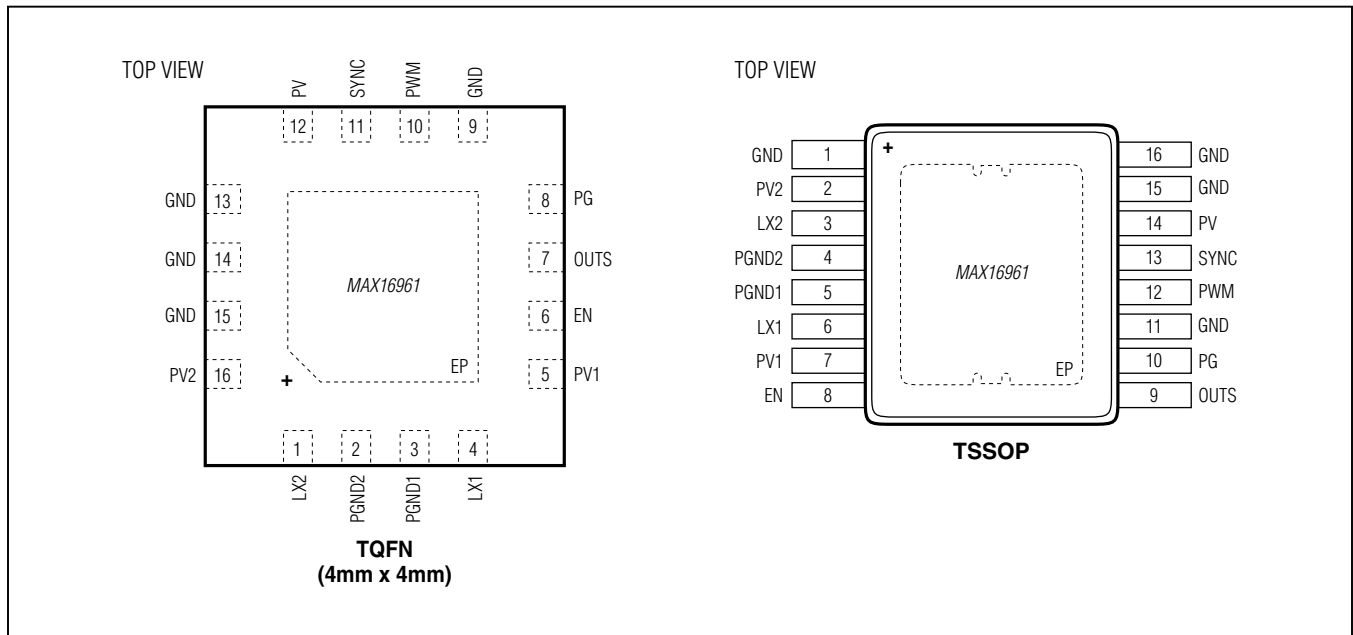 TOP VIEW
PV
SYNC
PWM
GND
12
11
10
9
GND 13
GND 14
GND 15
PV2 16
8 PG
7 OUTS
6 EN
5 PV1
MAX16961
EP
+
1
2
3
4
LX2
PGND2
PGND1
LX1
TQFN
(4mm x 4mm)
TOP VIEW
GND 1
PV2 2
LX2 3
PGND2 4
PGND1 5
LX1 6
PV1 7
EN 8
+
MAX16961
EP
16 GND
15 GND
14 PV
13 SYNC
12 PWM
11 GND
10 PG
9 OUTS
TSSOP